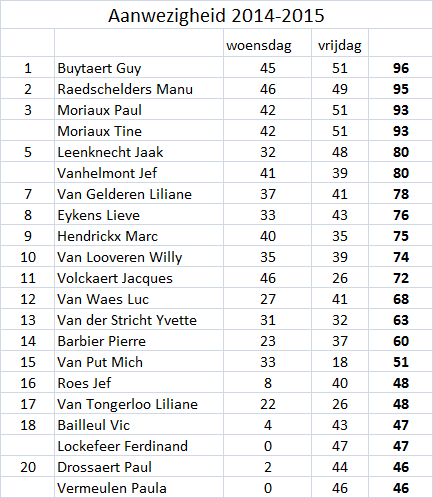 Aanwezigheid 2014-2015
woensdag vrijdag
1 Buytaert Guy 45 51 96
2 Raedschelders Manu 46 49 95
3 Moriaux Paul 42 51 93
Moriaux Tine 42 51 93
5 Leenknecht Jaak 32 48 80
Vanhelmont Jef 41 39 80
7 Van Gelderen Liliane 37 41 78
8 Eykens Lieve 33 43 76
9 Hendrickx Marc 40 35 75
10 Van Looveren Willy 35 39 74
11 Volckaert Jacques 46 26 72
12 Van Waes Luc 27 41 68
13 Van der Stricht Yvette 31 32 63
14 Barbier Pierre 23 37 60
15 Van Put Mich 33 18 51
16 Roes Jef 8 40 48
17 Van Tongerloo Liliane 22 26 48
18 Bailleul Vic 4 43 47
Lockefeer Ferdinand 0 47 47
20 Drossaert Paul 2 44 46
Vermeulen Paula 0 46 46